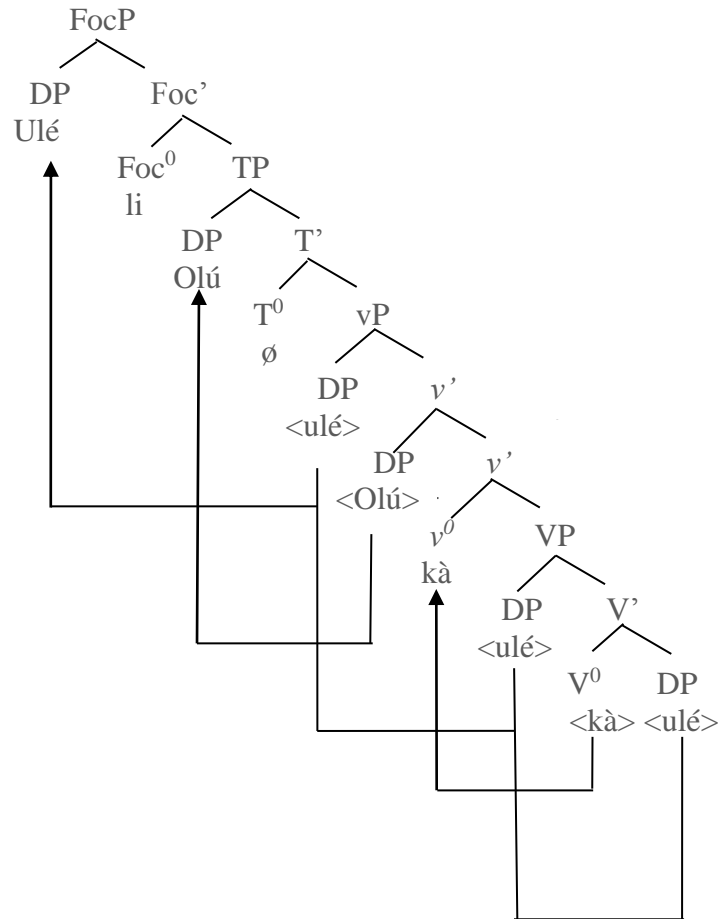 FocP
DP Foc’
Ulé
Foc⁰ TP
li
DP T’
Olú
T⁰ vP
ø
DP v’
<ulé>
DP v’
<Olú>
v⁰ VP
kà
DP V’
<ulé>
V⁰ DP
<kà> <ulé>